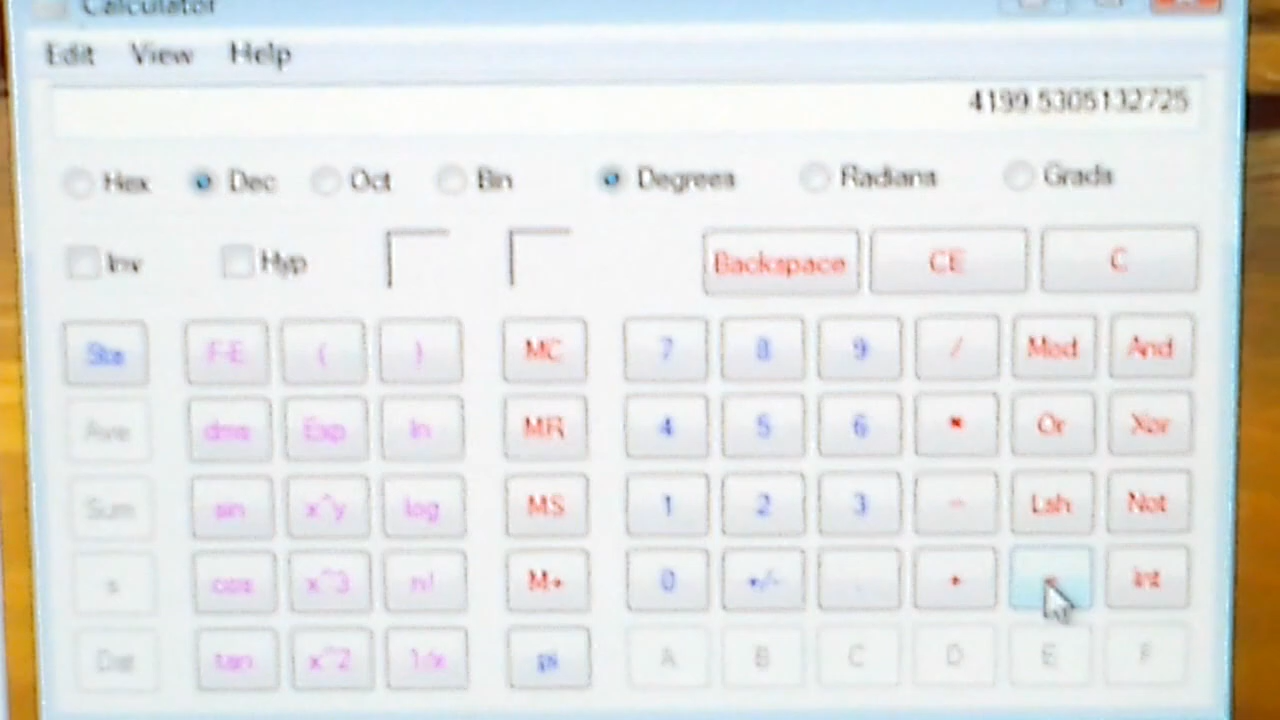 Calculator
Edit View Help
4199.5305132725
Hex Dec Oct Bin Degrees Radians Grads
Inv Hyp Backspace CE C
Sta F-E ( ) MC 7 8 9 / Mod And
Ave dms Exp ln MR 4 5 6 * Or Xor
Sum sin x^y log MS 1 2 3 - Lsh Not
s cos x^3 n! M+ 0 +/- . + = Int
Dat tan x^2 1/x pi A B C D E F